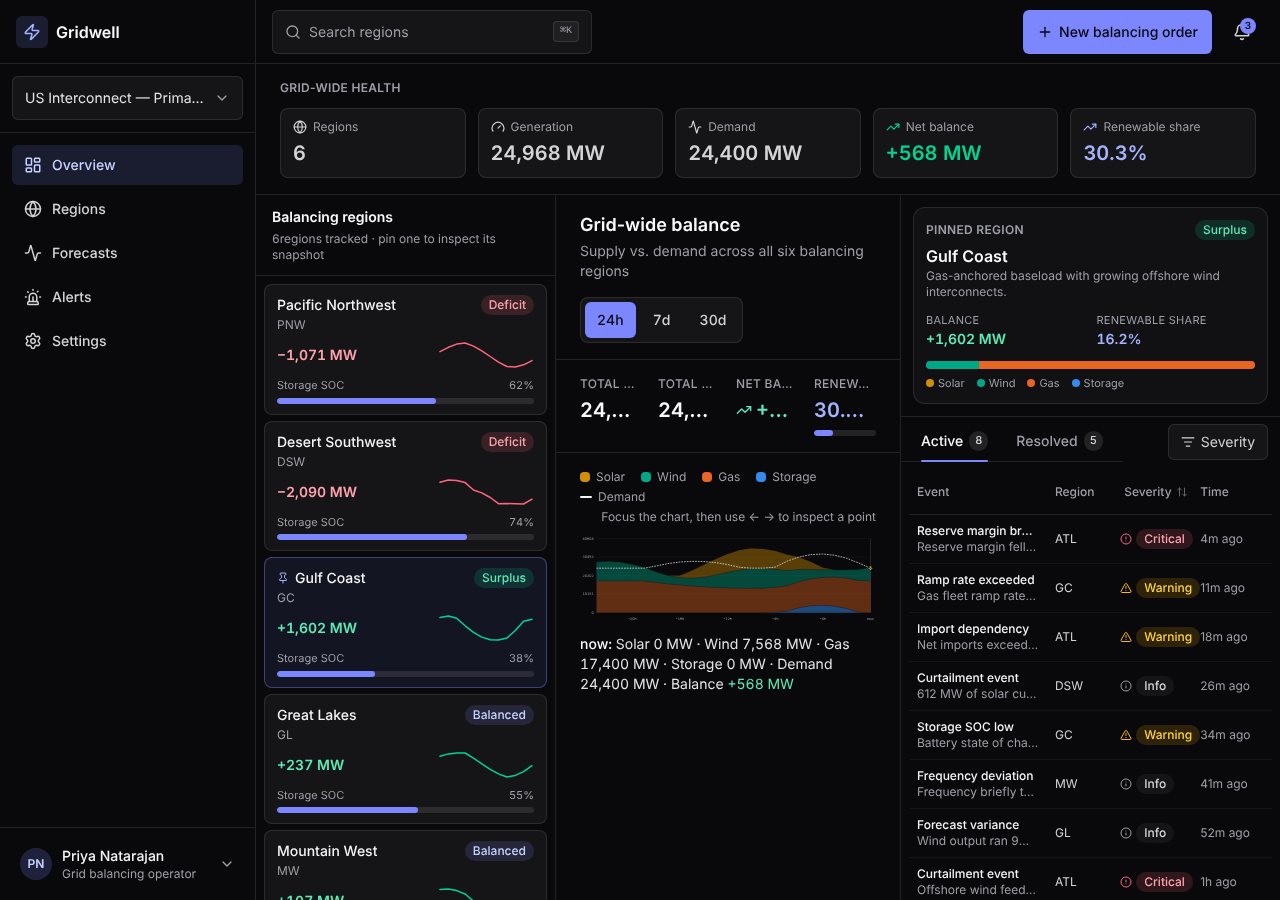 Gridwell
US Interconnect — Prima...
Overview
Regions
Forecasts
Alerts
Settings
PN
Priya Natarajan
Grid balancing operator
Search regions
⌘K
New balancing order
3
GRID-WIDE HEALTH
Regions
6
Generation
24,968 MW
Demand
24,400 MW
Net balance
+568 MW
Renewable share
30.3%
Balancing regions
6regions tracked · pin one to inspect its
snapshot
Pacific Northwest
Deficit
PNW
−1,071 MW
Storage SOC
62%
Desert Southwest
Deficit
DSW
−2,090 MW
Storage SOC
74%
Gulf Coast
Surplus
GC
+1,602 MW
Storage SOC
38%
Great Lakes
Balanced
GL
+237 MW
Storage SOC
55%
Mountain West
Balanced
MW
+107 MW
Grid-wide balance
Supply vs. demand across all six balancing
regions
24h
7d
30d
TOTAL ...
24,...
TOTAL ...
24,...
NET BA...
+...
RENEW...
30....
Solar
Wind
Gas
Storage
Demand
Focus the chart, then use ← → to inspect a point
now: Solar 0 MW · Wind 7,568 MW · Gas
17,400 MW · Storage 0 MW · Demand
24,400 MW · Balance +568 MW
PINNED REGION
Surplus
Gulf Coast
Gas-anchored baseload with growing offshore wind
interconnects.
BALANCE
+1,602 MW
RENEWABLE SHARE
16.2%
Solar
Wind
Gas
Storage
Active 8
Resolved 5
Severity
Event
Region
Severity
Time
Reserve margin br...
Reserve margin fell...
ATL
Critical
4m ago
Ramp rate exceeded
Gas fleet ramp rate...
GC
Warning
11m ago
Import dependency
Net imports exceed...
ATL
Warning
18m ago
Curtailment event
612 MW of solar cu...
DSW
Info
26m ago
Storage SOC low
Battery state of cha...
GC
Warning
34m ago
Frequency deviation
Frequency briefly t...
MW
Info
41m ago
Forecast variance
Wind output ran 9...
GL
Info
52m ago
Curtailment event
Offshore wind feed...
ATL
Critical
1h ago